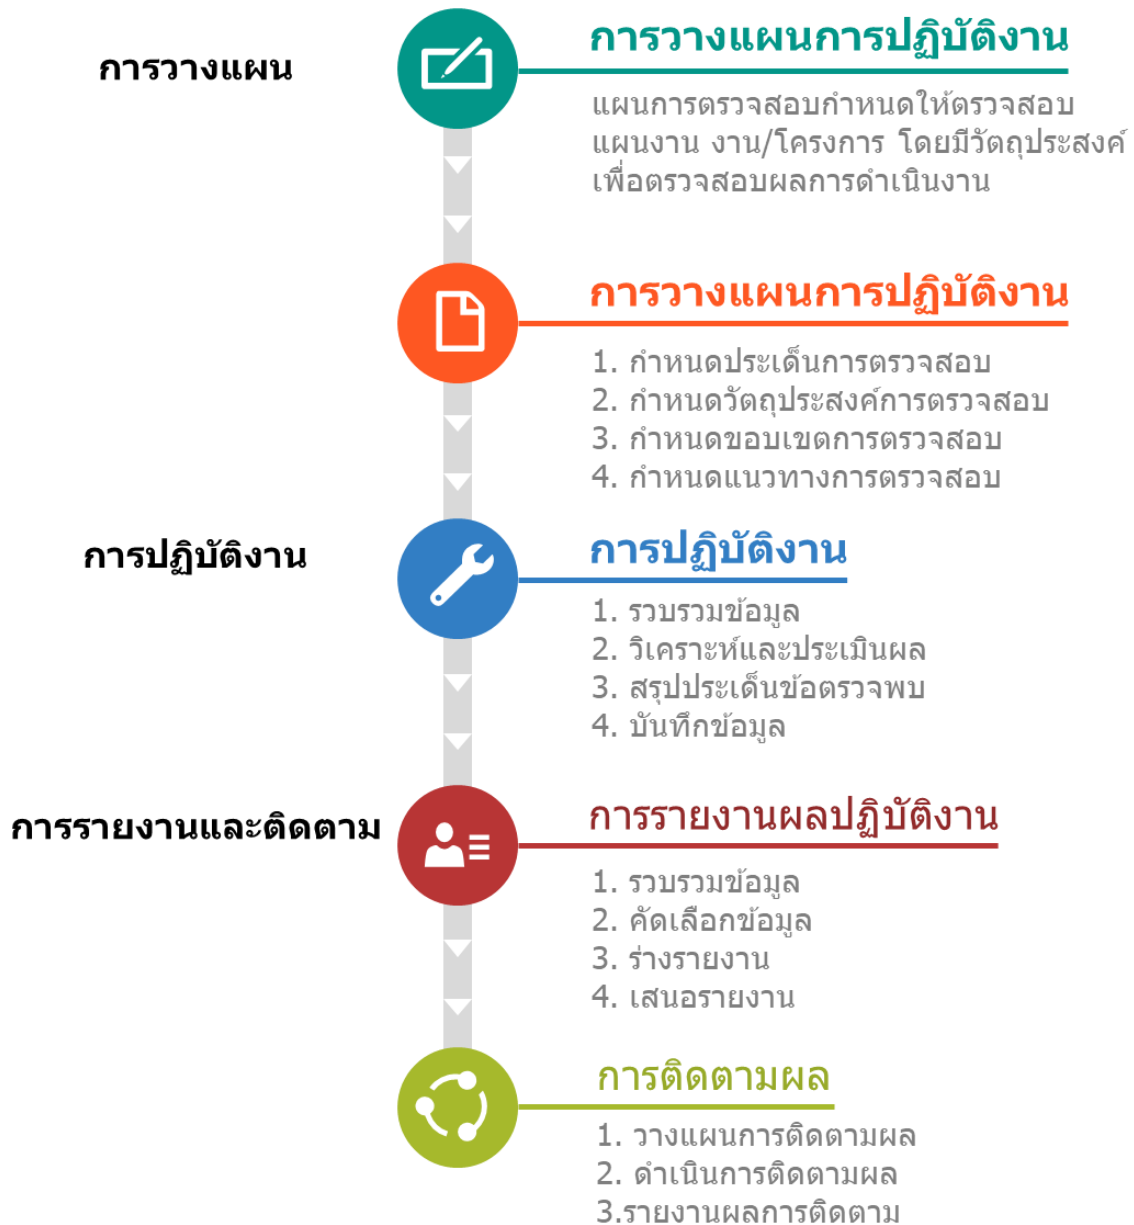 การวางแผน
การวางแผนการปฏิบัติงาน
แผนการตรวจสอบกำหนดให้ตรวจสอบ
แผนงาน งาน/โครงการ โดยมีวัตถุประสงค์
เพื่อตรวจสอบผลการดำเนินงาน
การวางแผนการปฏิบัติงาน
1. กำหนดประเด็นการตรวจสอบ
2. กำหนดวัตถุประสงค์การตรวจสอบ
3. กำหนดขอบเขตการตรวจสอบ
4. กำหนดแนวทางการตรวจสอบ
การปฏิบัติงาน
การปฏิบัติงาน
1. รวบรวมข้อมูล
2. วิเคราะห์และประเมินผล
3. สรุปประเด็นข้อตรวจพบ
4. บันทึกข้อมูล
การรายงานและติดตาม
การรายงานผลปฏิบัติงาน
1. รวบรวมข้อมูล
2. คัดเลือกข้อมูล
3. ร่างรายงาน
4. เสนอรายงาน
การติดตามผล
1. วางแผนการติดตามผล
2. ดำเนินการติดตามผล
3.รายงานผลการติดตาม